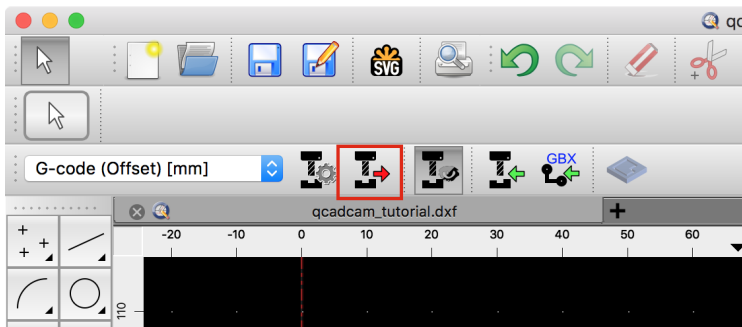 qc
SVG
G-code (Offset) [mm]
GBX
qcadcam_tutorial.dxf
-20 -10 0 10 20 30 40 50 60
110